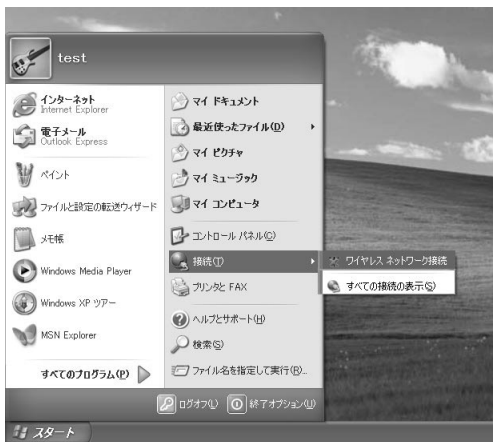 test
インターネット
Internet Explorer
電子メール
Outlook Express
ペイント
ファイルと設定の転送ウィザード
メモ帳
Windows Media Player
Windows XP ツアー
MSN Explorer
すべてのプログラム(P)
マイ ドキュメント
最近使ったファイル(D)
マイ ピクチャ
マイ ミュージック
マイ コンピュータ
コントロール パネル(C)
接続(T)
プリンタと FAX
ヘルプとサポート(H)
検索(S)
ファイル名を指定して実行(R)...
ワイヤレス ネットワーク接続
すべての接続の表示(S)
ログオフ(L)
終了オプション(U)
スタート